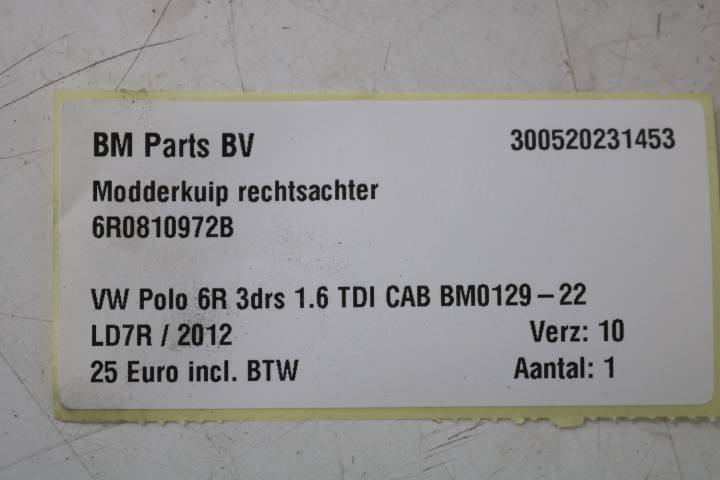 BM Parts BV 300520231453
Modderkuip rechtsachter
6R0810972B
VW Polo 6R 3drs 1.6 TDI CAB BM0129-22
LD7R / 2012 Verz: 10
25 Euro incl. BTW Aantal: 1